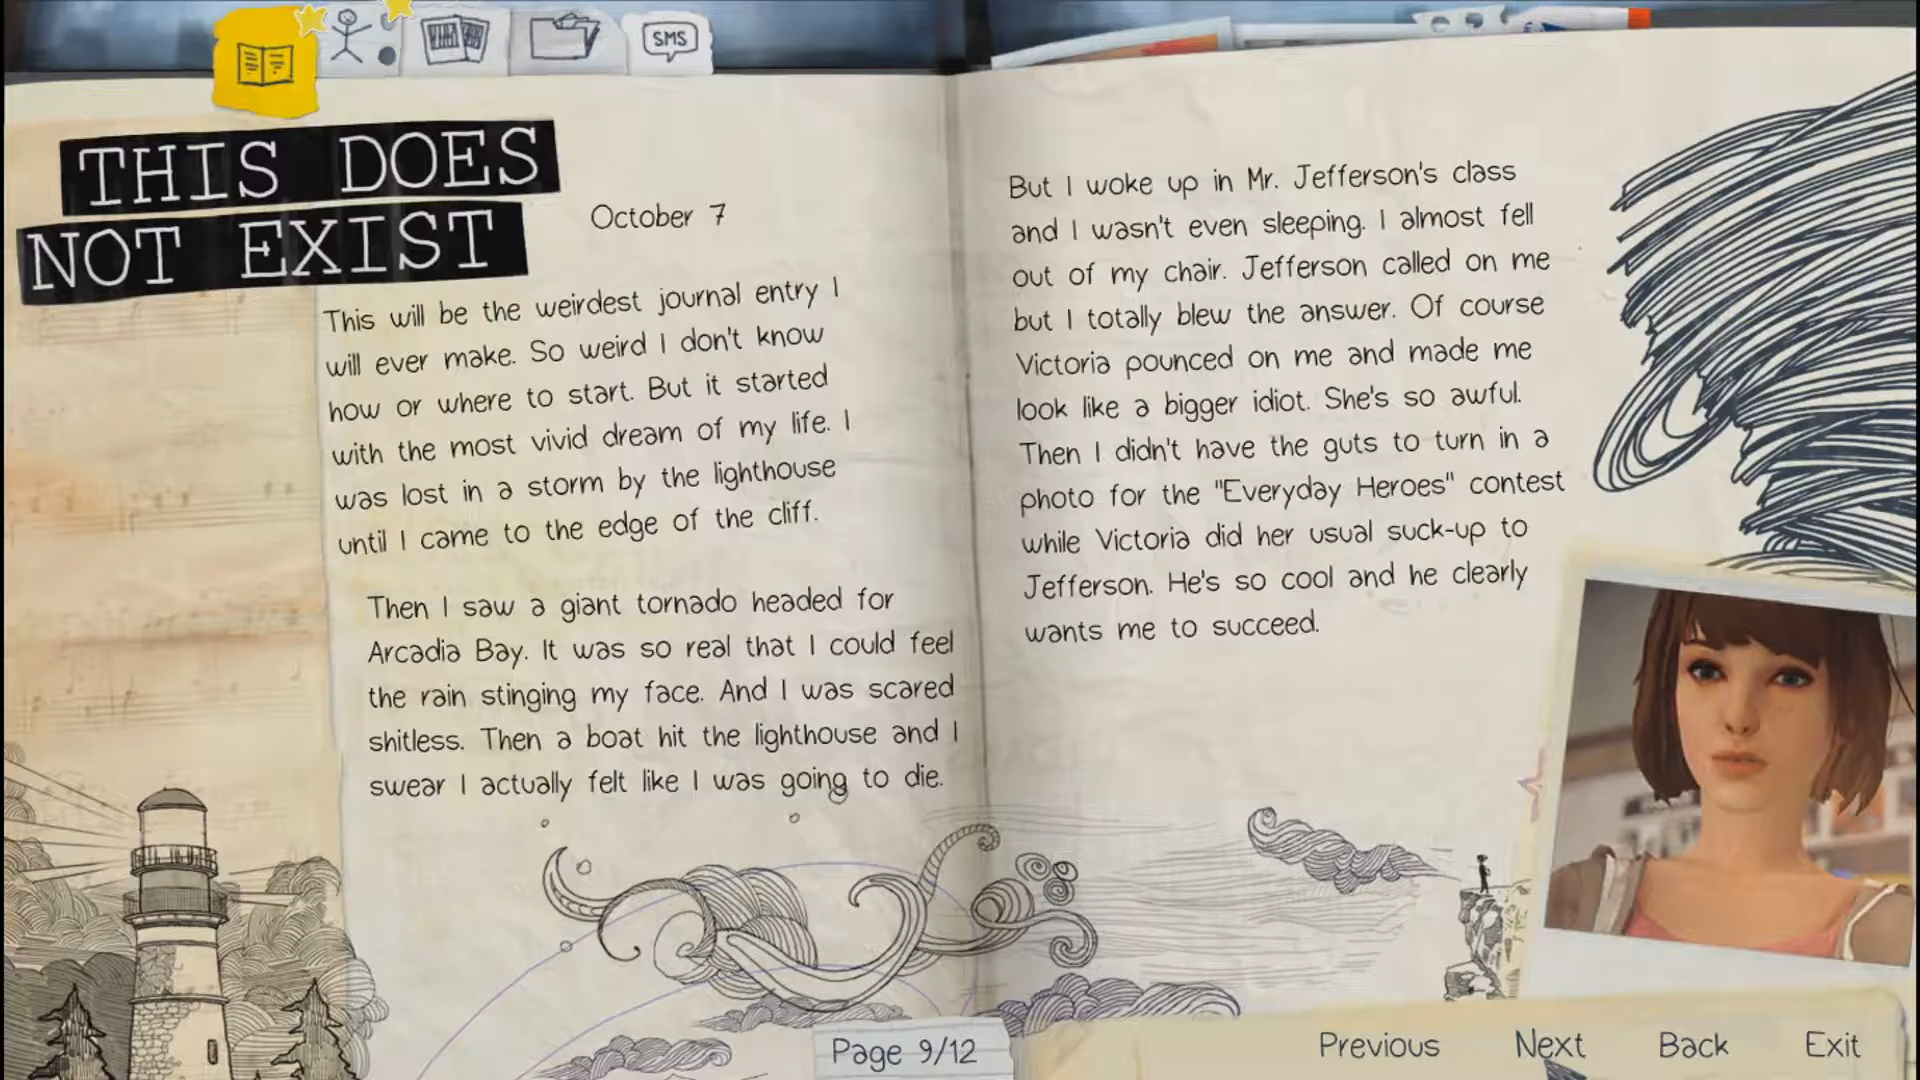 SMS
THIS DOES
NOT EXIST
October 7
This will be the weirdest journal entry I
will ever make. So weird I don't know
how or where to start. But it started
with the most vivid dream of my life. I
was lost in a storm by the lighthouse
until I came to the edge of the cliff.
Then I saw a giant tornado headed for
Arcadia Bay. It was so real that I could feel
the rain stinging my face. And I was scared
shitless. Then a boat hit the lighthouse and I
swear I actually felt like I was going to die.
But I woke up in Mr. Jefferson's class
and I wasn't even sleeping. I almost fell
out of my chair. Jefferson called on me
but I totally blew the answer. Of course
Victoria pounced on me and made me
look like a bigger idiot. She's so awful.
Then I didn't have the guts to turn in a
photo for the "Everyday Heroes" contest
while Victoria did her usual suck-up to
Jefferson. He's so cool and he clearly
wants me to succeed.
Page 9/12
Previous Next Back Exit